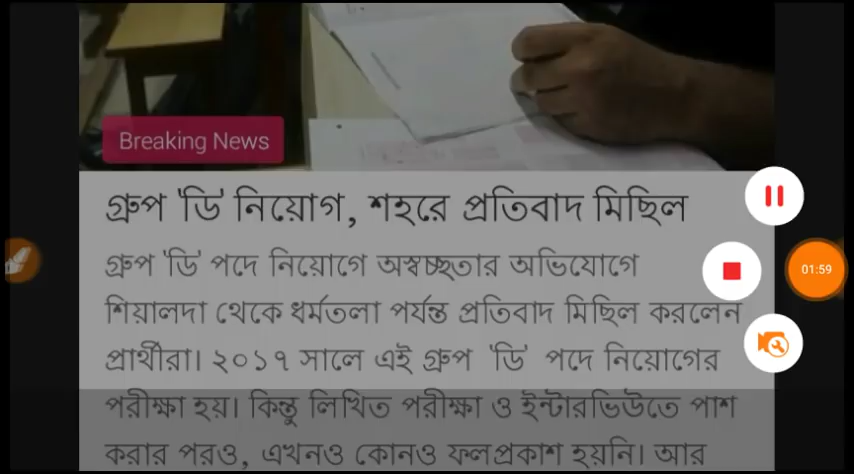 Breaking News
গ্রুপ 'ডি' নিয়োগ, শহরে প্রতিবাদ মিছিল
গ্রুপ 'ডি' পদে নিয়োগে অস্বচ্ছতার অভিযোগে
শিয়ালদা থেকে ধর্মতলা পর্যন্ত প্রতিবাদ মিছিল করলেন
প্রার্থীরা। ২০১৭ সালে এই গ্রুপ 'ডি' পদে নিয়োগের
পরীক্ষা হয়। কিন্তু লিখিত পরীক্ষা ও ইন্টারভিউতে পাশ
করার পরও, এখনও কোনও ফলপ্রকাশ হয়নি। আর
01:59